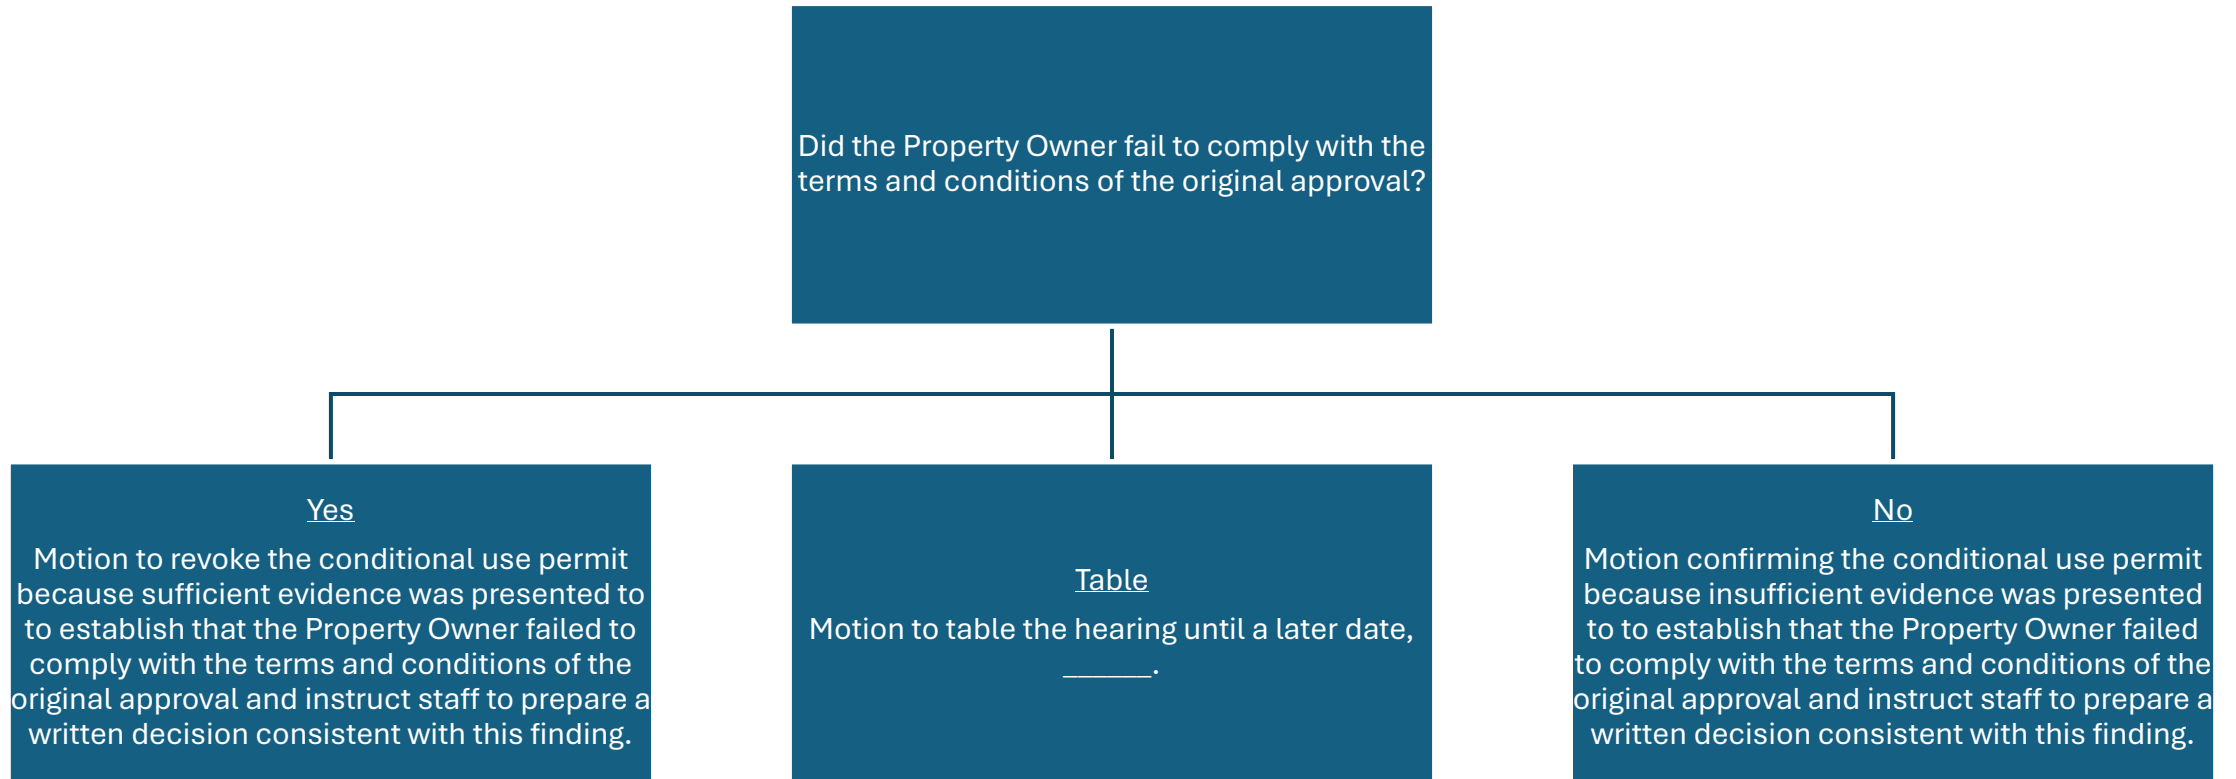 Did the Property Owner fail to comply with the
terms and conditions of the original approval?
Yes
Motion to revoke the conditional use permit
because sufficient evidence was presented to
to establish that the Property Owner failed to
comply with the terms and conditions of the
original approval and instruct staff to prepare a
written decision consistent with this finding.
Table
Motion to table the hearing until a later date,
______.
No
Motion confirming the conditional use permit
because insufficient evidence was presented
to to establish that the Property Owner failed
to comply with the terms and conditions of the
original approval and instruct staff to prepare a
written decision consistent with this finding.